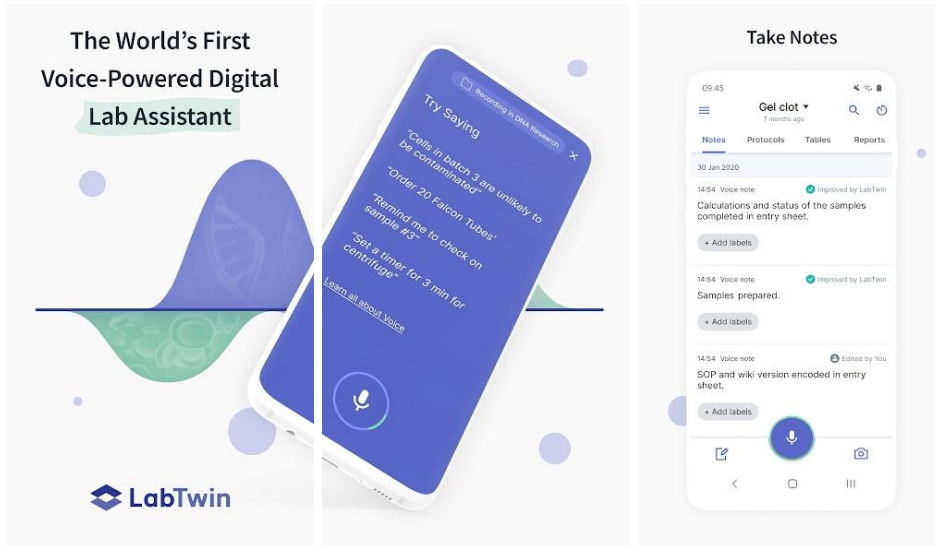 The World's First
Voice-Powered Digital
Lab Assistant
LabTwin
Recording in DNA Research
Try Saying
"Cells in batch 3 are unlikely to
be contaminated"
"Order 20 Falcon Tubes"
"Remind me to check on
sample #3"
"Set a timer for 3 min for
centrifuge"
Learn all about Voice
Take Notes
09:45
Gel clot
7 months ago
Notes Protocols Tables Reports
30 Jan 2020
14:54 Voice note Improved by LabTwin
Calculations and status of the samples
completed in entry sheet.
+ Add labels
14:54 Voice note Improved by LabTwin
Samples prepared.
+ Add labels
14:54 Voice note Edited by You
SOP and wiki version encoded in entry
sheet.
+ Add labels